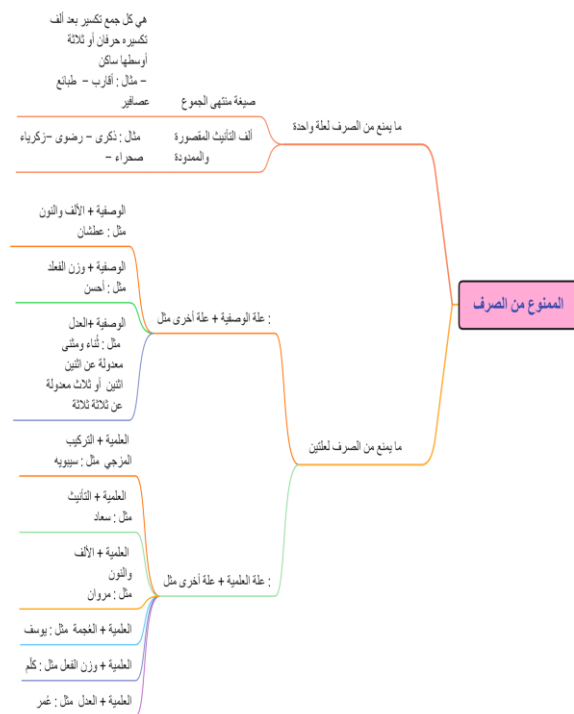 الممنوع من الصرف
ما يمنع من الصرف لعلة واحدة
صيغة منتهى الجموع
هي كل جمع تكسير بعد ألف
تكسيره حرفان أو ثلاثة
أوسطها ساكن
– مثال : أقارب – طبائع
عصافير
ألف التأنيث المقصورة
والممدودة
مثال : ذكرى – رضوى –زكرياء
صحراء –
ما يمنع من الصرف لعلتين
: علة الوصفية + علة أخرى مثل
الوصفية + الألف والنون
مثل : عطشان
الوصفية + وزن الفعلد
مثل : أحسن
الوصفية +العدل
مثل : ثُناء ومثنى
معدولة عن اثنين
اثنين أو ثلاث معدولة
عن ثلاثة ثلاثة
: علة العلمية + علة أخرى مثل
العلمية + التركيب
المزجي مثل : سيبويه
العلمية + التأنيث
مثل : سعاد
العلمية + الألف
والنون
مثل : مروان
العلمية + العُجمة مثل : يوسف
العلمية + وزن الفعل مثل : كلّم
العلمية + العدل مثل : عُمر